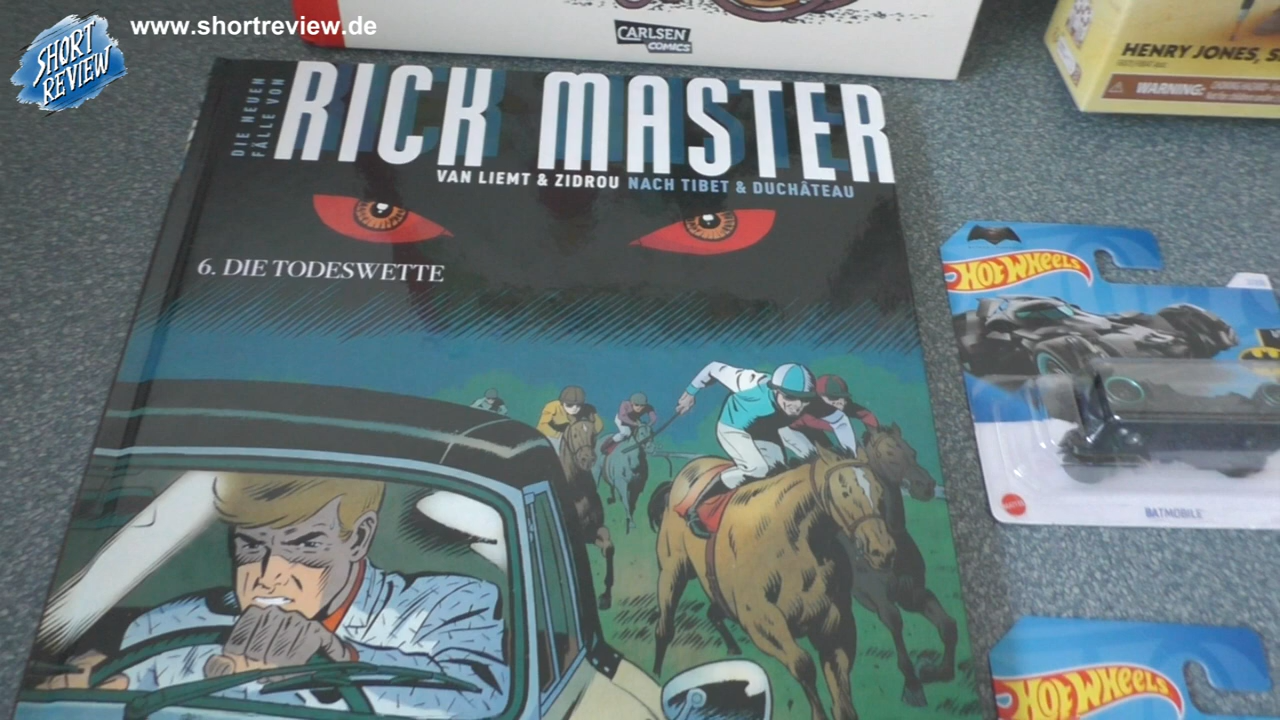 SHORT
REVIEW
www.shortreview.de
CARLSEN
COMICS
HENRY JONES,
WARNING:
DIE NEUEN
FÄLLE VON
RICK MASTER
VAN LIEMT & ZIDROU NACH TIBET & DUCHÂTEAU
6. DIE TODESWETTE
HOT WHEELS
BATMOBILE
HOT WHEELS